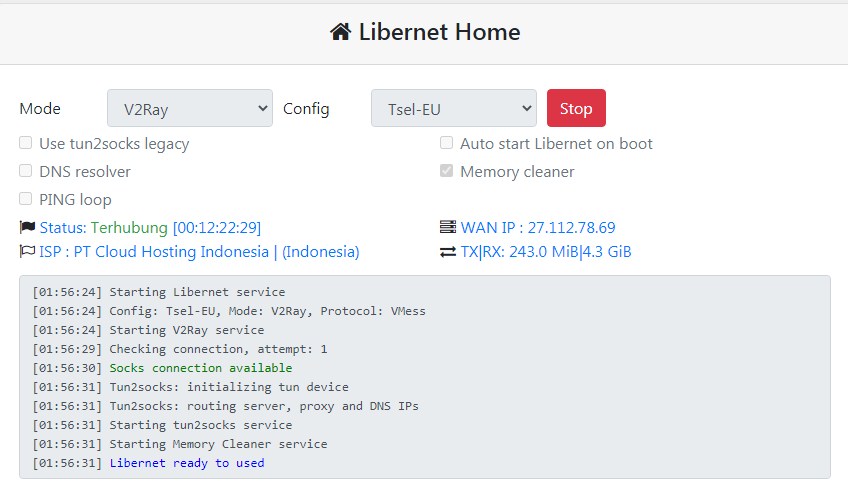 Libernet Home
Mode V2Ray Config Tsel-EU Stop
Use tun2socks legacy Auto start Libernet on boot
DNS resolver Memory cleaner
PING loop
Status: Terhubung [00:12:22:29] WAN IP : 27.112.78.69
ISP : PT Cloud Hosting Indonesia | (Indonesia) TX|RX: 243.0 MiB|4.3 GiB
[01:56:24] Starting Libernet service
[01:56:24] Config: Tsel-EU, Mode: V2Ray, Protocol: VMess
[01:56:24] Starting V2Ray service
[01:56:29] Checking connection, attempt: 1
[01:56:30] Socks connection available
[01:56:31] Tun2socks: initializing tun device
[01:56:31] Tun2socks: routing server, proxy and DNS IPs
[01:56:31] Starting tun2socks service
[01:56:31] Starting Memory Cleaner service
[01:56:31] Libernet ready to used